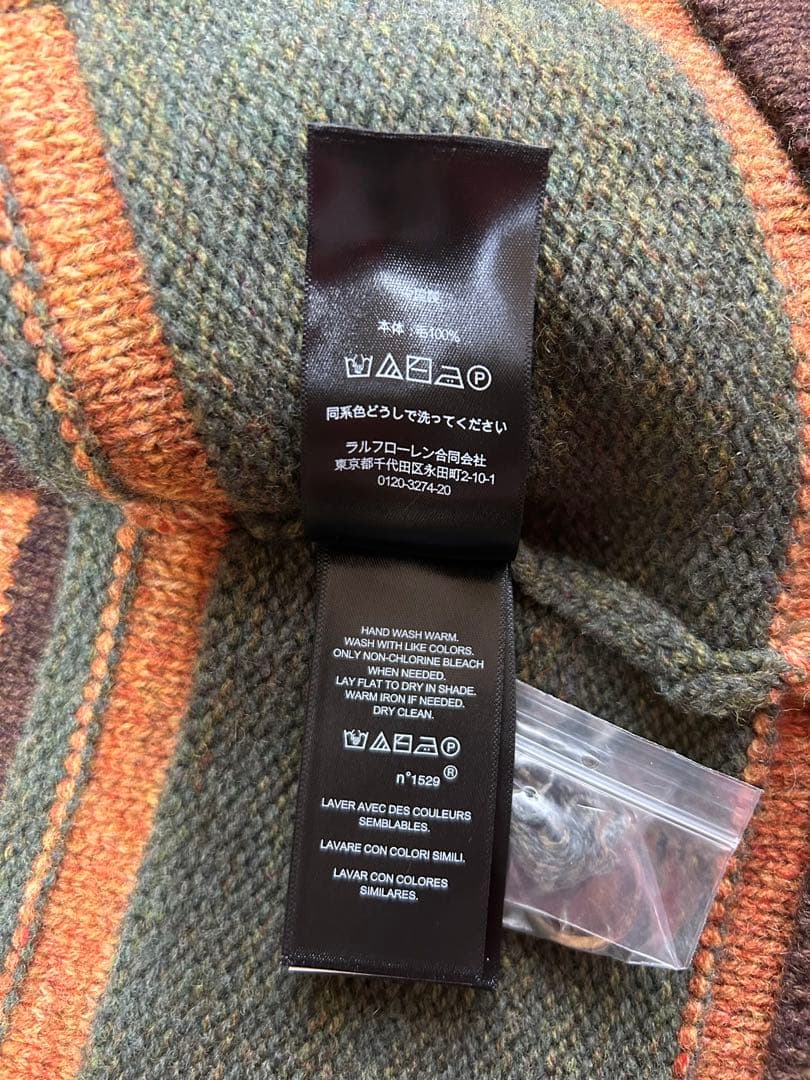 本体 毛100%
P
同系色どうしで洗ってください
ラルフローレン合同会社
東京都千代田区永田町2-10-1
0120-3274-20
HAND WASH WARM.
WASH WITH LIKE COLORS.
ONLY NON-CHLORINE BLEACH
WHEN NEEDED.
LAY FLAT TO DRY IN SHADE.
WARM IRON IF NEEDED.
DRY CLEAN.
P
n°1529 ®
LAVER AVEC DES COULEURS
SEMBLABLES.
LAVARE CON COLORI SIMILI.
LAVAR CON COLORES
SIMILARES.